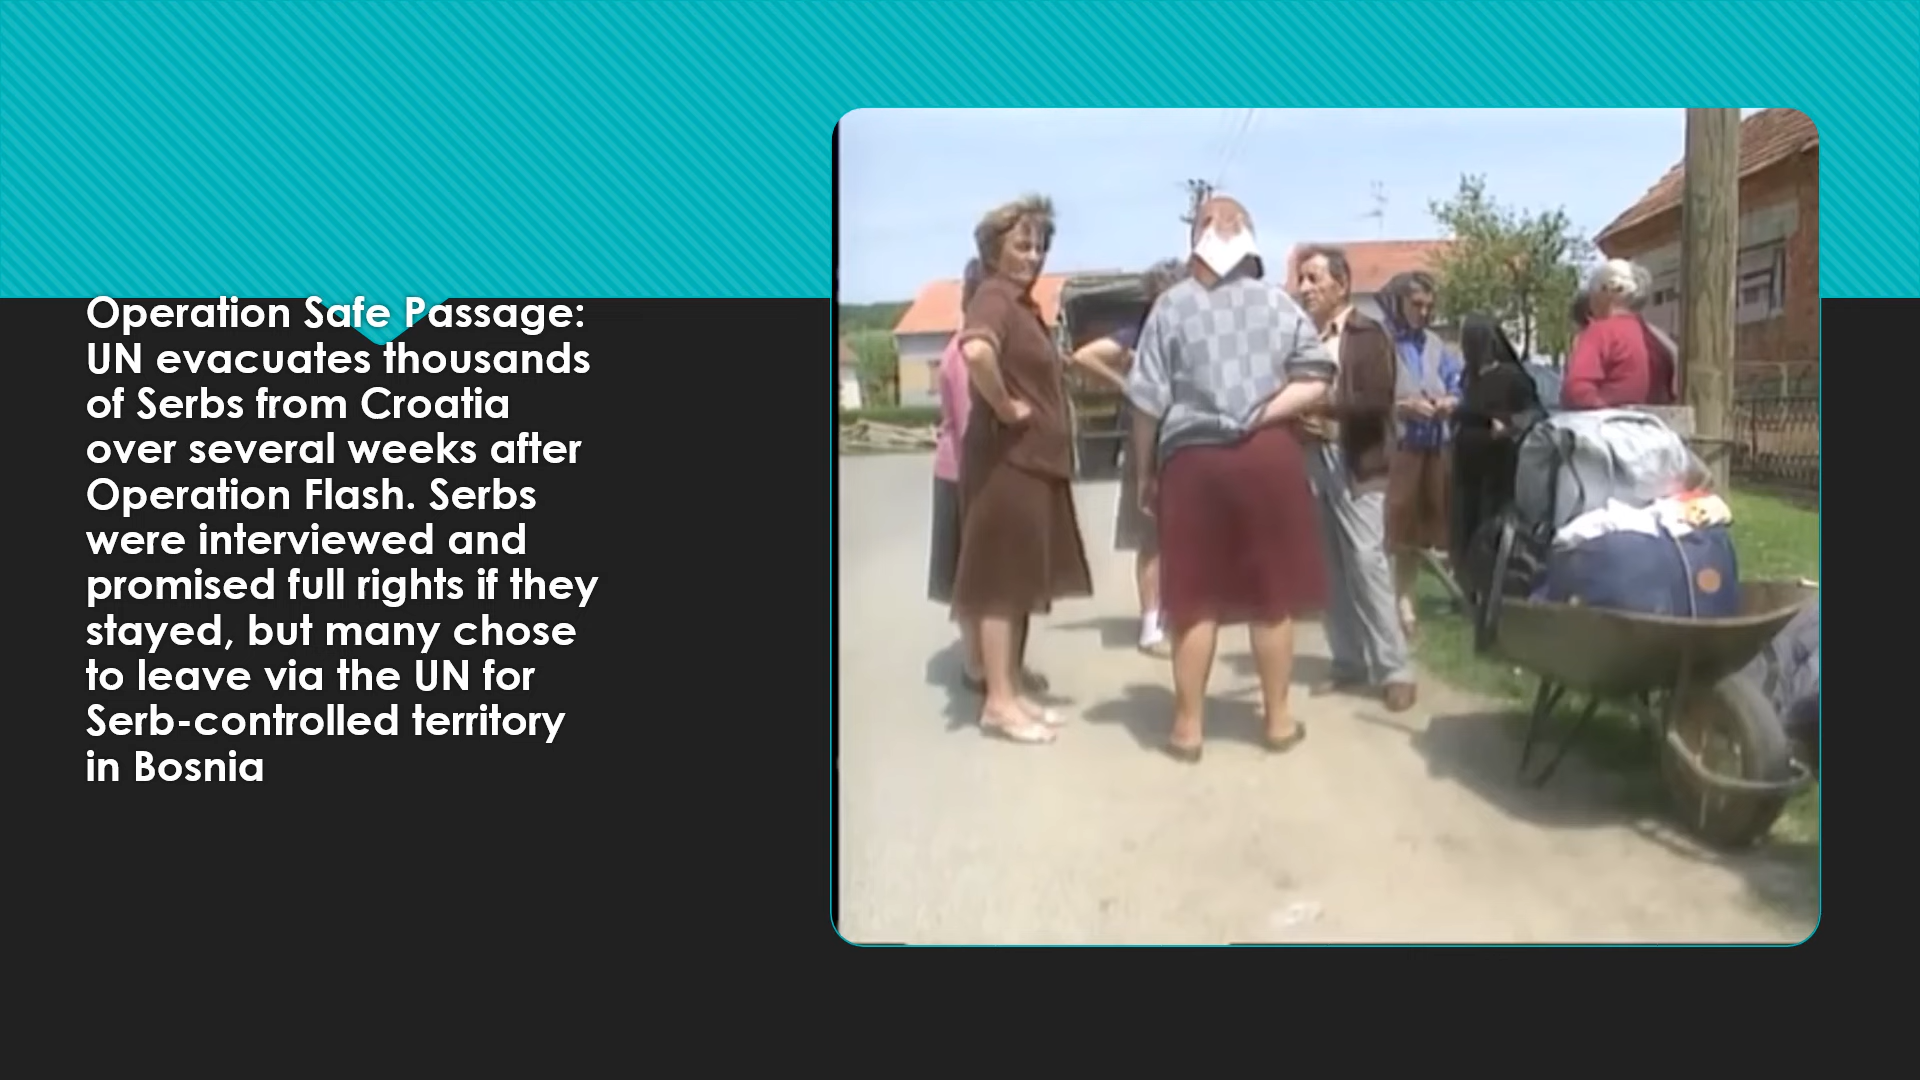 Operation Safe Passage:
UN evacuates thousands
of Serbs from Croatia
over several weeks after
Operation Flash. Serbs
were interviewed and
promised full rights if they
stayed, but many chose
to leave via the UN for
Serb-controlled territory
in Bosnia